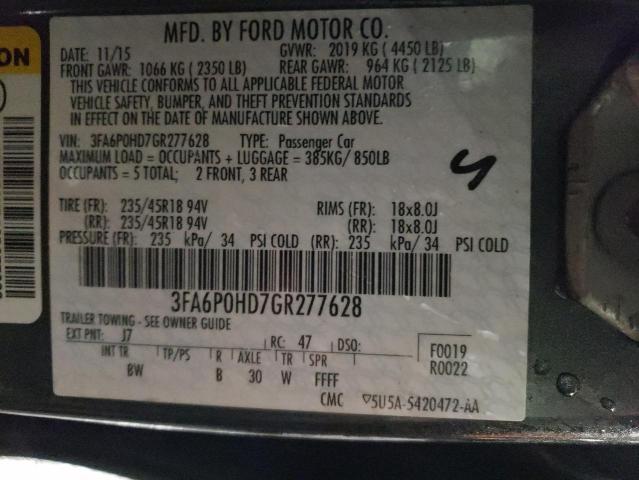 ON
MFD. BY FORD MOTOR CO.
DATE: 11/15 GVWR: 2019 KG (4450 LB)
FRONT GAWR: 1066 KG (2350 LB) REAR GAWR: 964 KG (2125 LB)
THIS VEHICLE CONFORMS TO ALL APPLICABLE FEDERAL MOTOR
VEHICLE SAFETY, BUMPER, AND THEFT PREVENTION STANDARDS
IN EFFECT ON THE DATE OF MANUFACTURE SHOWN ABOVE.
VIN: 3FA6P0HD7GR277628 TYPE: Passenger Car
MAXIMUM LOAD = OCCUPANTS + LUGGAGE = 385KG/ 850LB
OCCUPANTS = 5 TOTAL; 2 FRONT, 3 REAR
TIRE (FR): 235/45R18 94V RIMS (FR): 18x8.0J
(RR): 235/45R18 94V (RR): 18x8.0J
PRESSURE (FR): 235 kPa/ 34 PSI COLD (RR): 235 kPa/ 34 PSI COLD
3FA6P0HD7GR277628
TRAILER TOWING - SEE OWNER GUIDE
EXT PNT: J7 RC: 47 DSO: F0019
INT TR TP/PS R AXLE TR SPR R0022
BW B 30 W FFFF
CMC ▽5U5A-5420472-AA